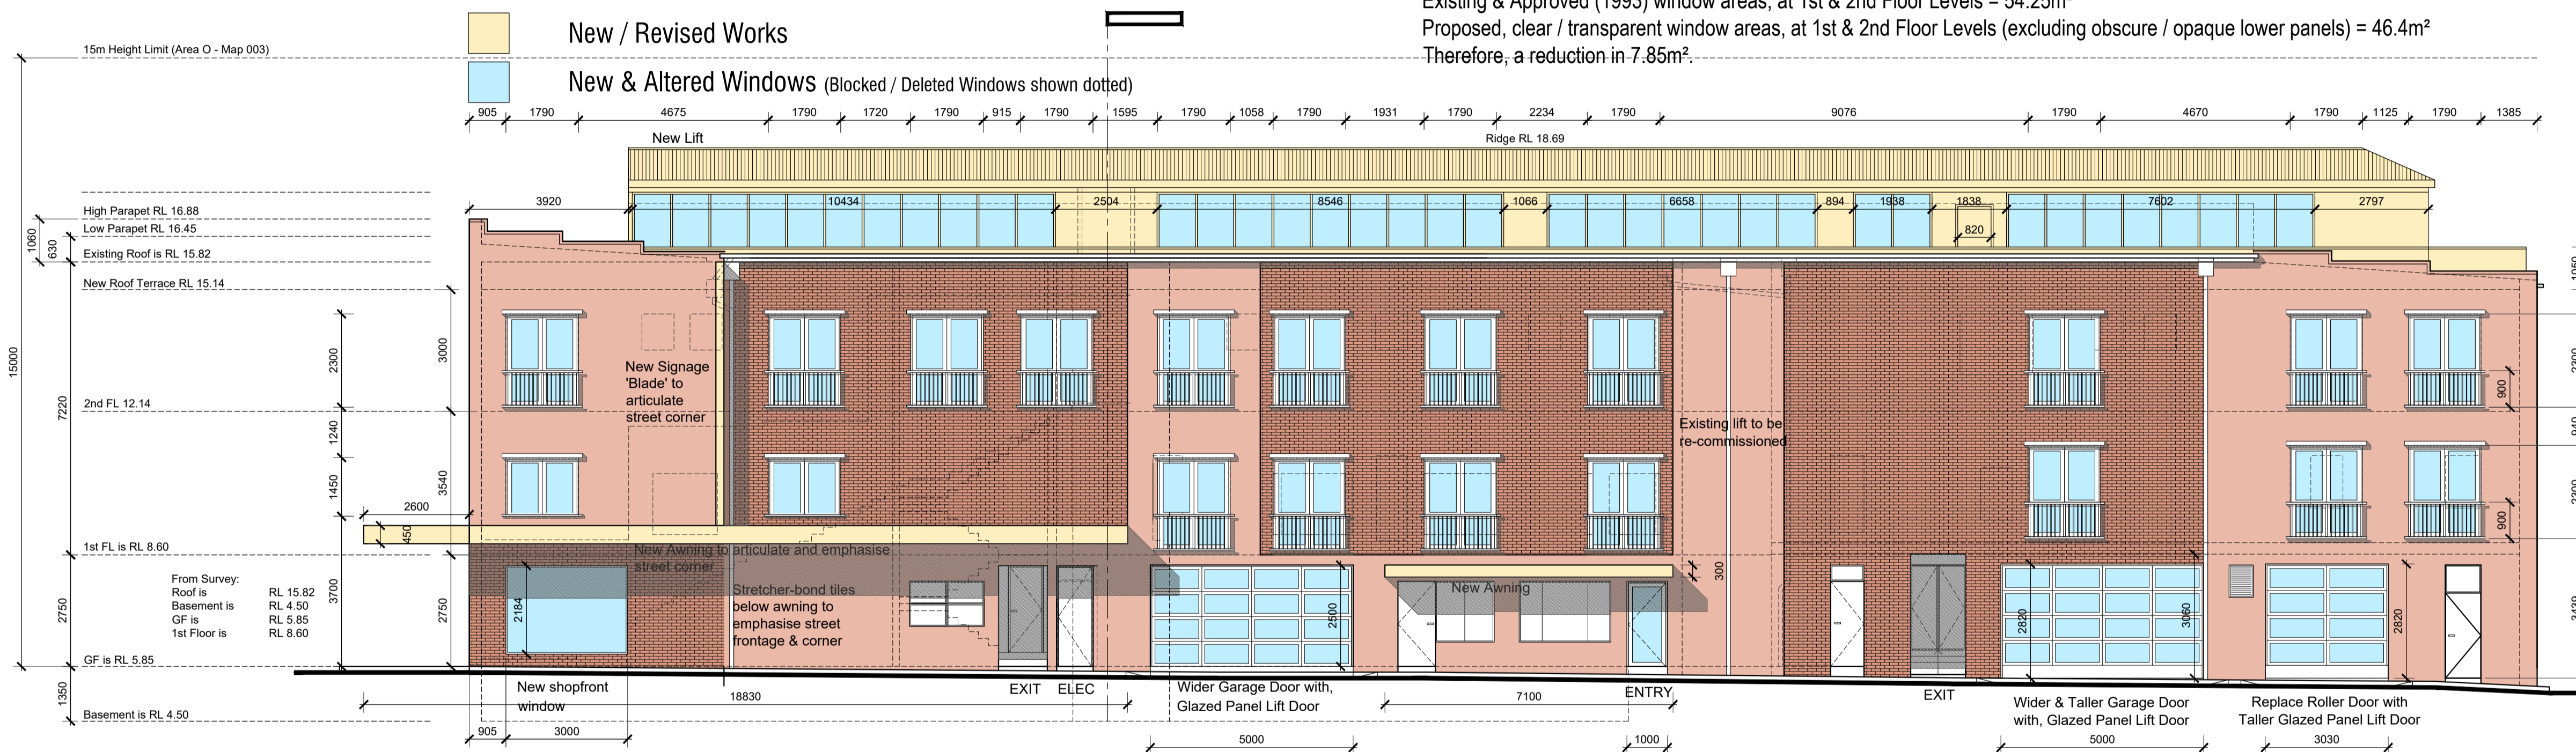 Existing & Approved (1993) window areas, at 1st & 2nd Floor Levels = 54.25m²
Proposed, clear / transparent window areas, at 1st & 2nd Floor Levels (excluding obscure / opaque lower panels) = 46.4m²
Therefore, a reduction in 7.85m².
New / Revised Works
New & Altered Windows (Blocked / Deleted Windows shown dotted)
15m Height Limit (Area O - Map 003)
905 1790 4675 1790 1720 1790 915 1790 1595 1790 1058 1790 1931 1790 2234 1790 9076 1790 4670 1790 1125 1790 1385
New Lift
Ridge RL 18.69
3920 10434 2504 8546 1066 6658 894 1938 1838 7602 2797
820
High Parapet RL 16.88
Low Parapet RL 16.45
1060
630
Existing Roof is RL 15.82
New Roof Terrace RL 15.14
15000
7220
2300
3000
New Signage
'Blade' to
articulate
street corner
2nd FL 12.14
900
Existing lift to be
re-commissioned
1240
1450
3540
2600
450
900
1st FL is RL 8.60
New Awning to articulate and emphasise
street corner
From Survey:
Roof is RL 15.82
Basement is RL 4.50
GF is RL 5.85
1st Floor is RL 8.60
2750
3700
2750
2184
Stretcher-bond tiles
below awning to
emphasise street
frontage & corner
2500
New Awning
300
2820
3060
2820
GF is RL 5.85
1350
Basement is RL 4.50
New shopfront
window
18830
EXIT
ELEC
Wider Garage Door with,
Glazed Panel Lift Door
7100
ENTRY
EXIT
Wider & Taller Garage Door
with, Glazed Panel Lift Door
Replace Roller Door with
Taller Glazed Panel Lift Door
905 3000 5000 1000 5000 3030